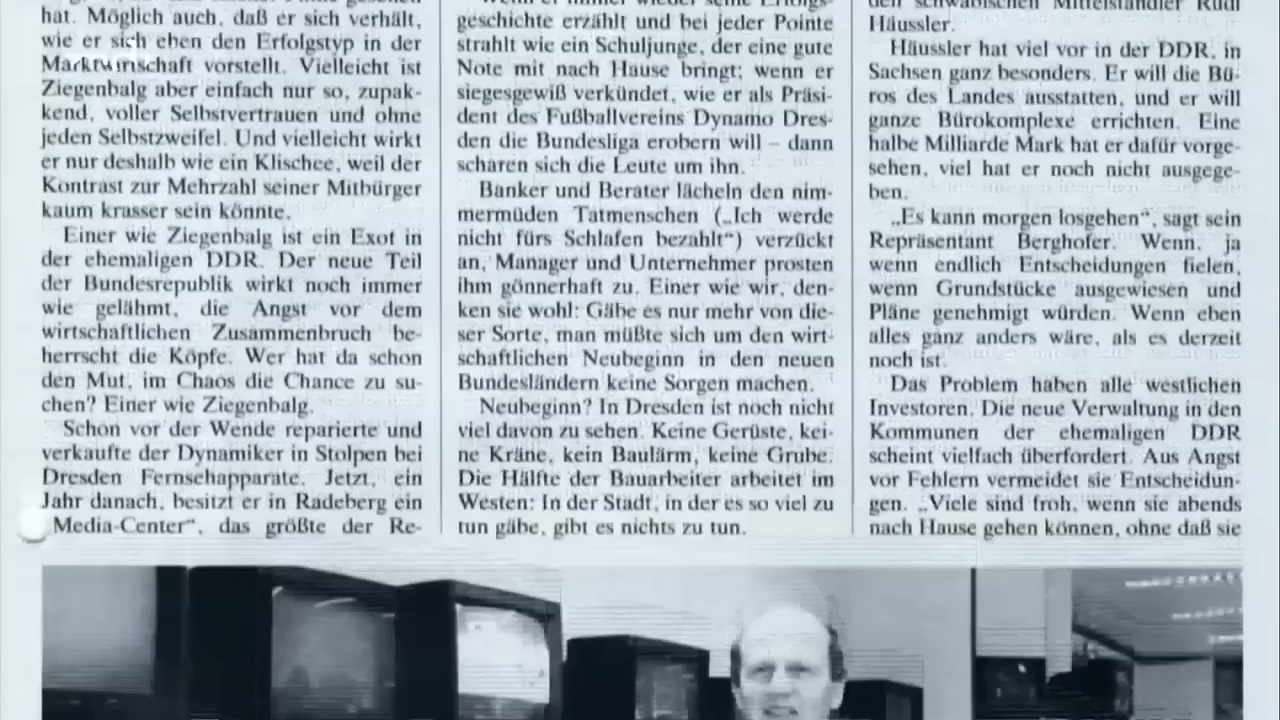 hat. Möglich auch, daß er sich verhält,
wie er sich eben den Erfolgstyp in der
Marktwirtschaft vorstellt. Vielleicht ist
Ziegenbalg aber einfach nur so, zupak-
kend, voller Selbstvertrauen und ohne
jeden Selbstzweifel. Und vielleicht wirkt
er nur deshalb wie ein Klischee, weil der
Kontrast zur Mehrzahl seiner Mitbürger
kaum krasser sein könnte.
Einer wie Ziegenbalg ist ein Exot in
der ehemaligen DDR. Der neue Teil
der Bundesrepublik wirkt noch immer
wie gelähmt, die Angst vor dem
wirtschaftlichen Zusammenbruch be-
herrscht die Köpfe. Wer hat da schon
den Mut, im Chaos die Chance zu su-
chen? Einer wie Ziegenbalg.
Schon vor der Wende reparierte und
verkaufte der Dynamiker in Stolpen bei
Dresden Fernsehapparate. Jetzt, ein
Jahr danach, besitzt er in Radeberg ein
Media-Center“, das größte der Re-
Wenn er immer wieder seine Erfolgs-
geschichte erzählt und bei jeder Pointe
strahlt wie ein Schuljunge, der eine gute
Note mit nach Hause bringt; wenn er
siegesgewiß verkündet, wie er als Präsi-
dent des Fußballvereins Dynamo Dres-
den die Bundesliga erobern will – dann
scharen sich die Leute um ihn.
Banker und Berater lächeln den nim-
mermüden Tatmenschen („Ich werde
nicht fürs Schlafen bezahlt“) verzückt
an, Manager und Unternehmer prosten
ihm gönnerhaft zu. Einer wie wir, den-
ken sie wohl: Gäbe es nur mehr von die-
ser Sorte, man müßte sich um den wirt-
schaftlichen Neubeginn in den neuen
Bundesländern keine Sorgen machen.
Neubeginn? In Dresden ist noch nicht
viel davon zu sehen. Keine Gerüste, kei-
ne Kräne, kein Baulärm, keine Grube.
Die Hälfte der Bauarbeiter arbeitet im
Westen: In der Stadt, in der es so viel zu
tun gäbe, gibt es nichts zu tun.
den schwäbischen Mittelständler Rudi
Häussler.
Häussler hat viel vor in der DDR, in
Sachsen ganz besonders. Er will die Bü-
ros des Landes ausstatten, und er will
ganze Bürokomplexe errichten. Eine
halbe Milliarde Mark hat er dafür vorge-
sehen, viel hat er noch nicht ausgege-
ben.
„Es kann morgen losgehen“, sagt sein
Repräsentant Berghofer. Wenn, ja
wenn endlich Entscheidungen fielen,
wenn Grundstücke ausgewiesen und
Pläne genehmigt würden. Wenn eben
alles ganz anders wäre, als es derzeit
noch ist.
Das Problem haben alle westlichen
Investoren. Die neue Verwaltung in den
Kommunen der ehemaligen DDR
scheint vielfach überfordert. Aus Angst
vor Fehlern vermeidet sie Entscheidun-
gen. „Viele sind froh, wenn sie abends
nach Hause gehen können, ohne daß sie